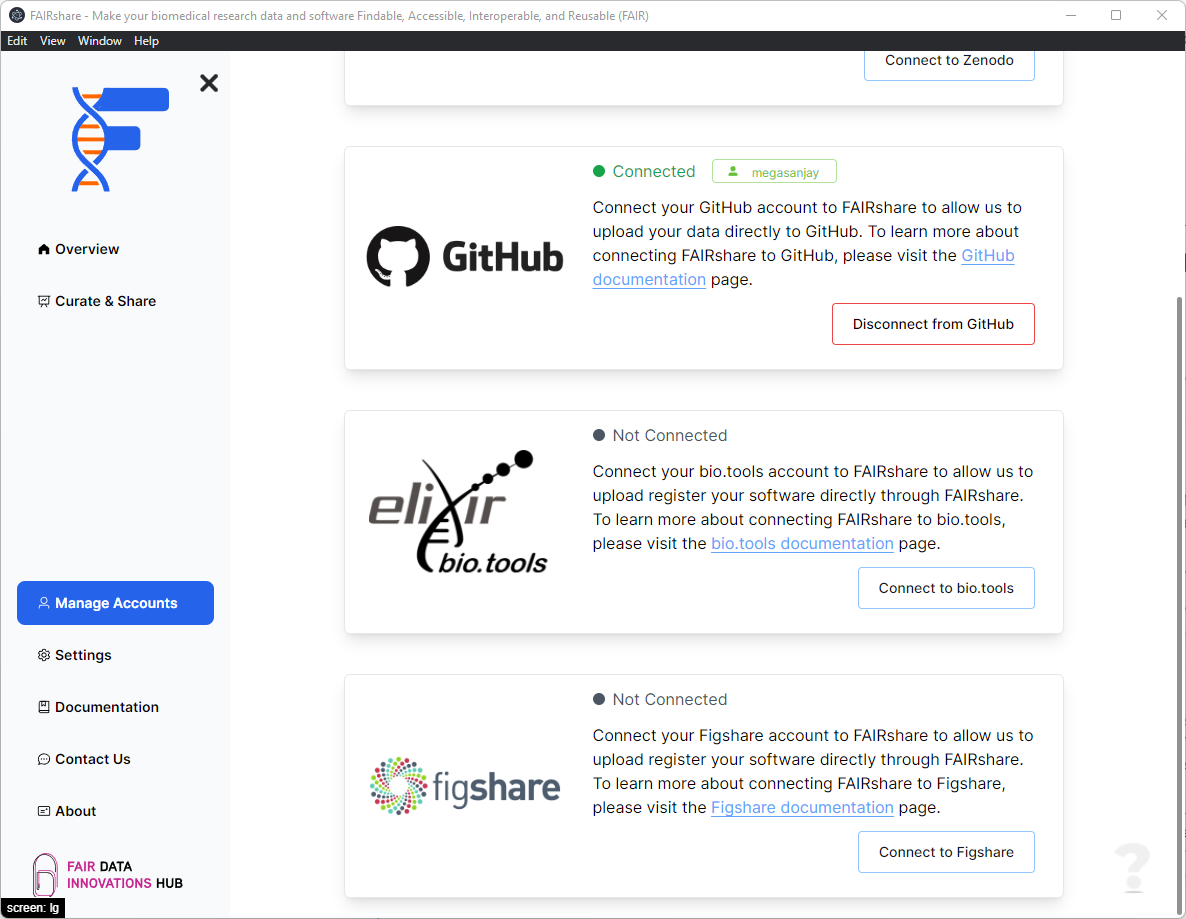 FAIRshare - Make your biomedical research data and software Findable, Accessible, Interoperable, and Reusable (FAIR)
Edit View Window Help
Overview
Curate & Share
Manage Accounts
Settings
Documentation
Contact Us
About
FAIR DATA
INNOVATIONS HUB
screen: lg
Connect to Zenodo
GitHub
Connected
megasanjay
Connect your GitHub account to FAIRshare to allow us to
upload your data directly to GitHub. To learn more about
connecting FAIRshare to GitHub, please visit the GitHub
documentation page.
Disconnect from GitHub
elixir
bio.tools
Not Connected
Connect your bio.tools account to FAIRshare to allow us to
upload register your software directly through FAIRshare.
To learn more about connecting FAIRshare to bio.tools,
please visit the bio.tools documentation page.
Connect to bio.tools
figshare
Not Connected
Connect your Figshare account to FAIRshare to allow us to
upload register your software directly through FAIRshare.
To learn more about connecting FAIRshare to Figshare,
please visit the Figshare documentation page.
Connect to Figshare
?